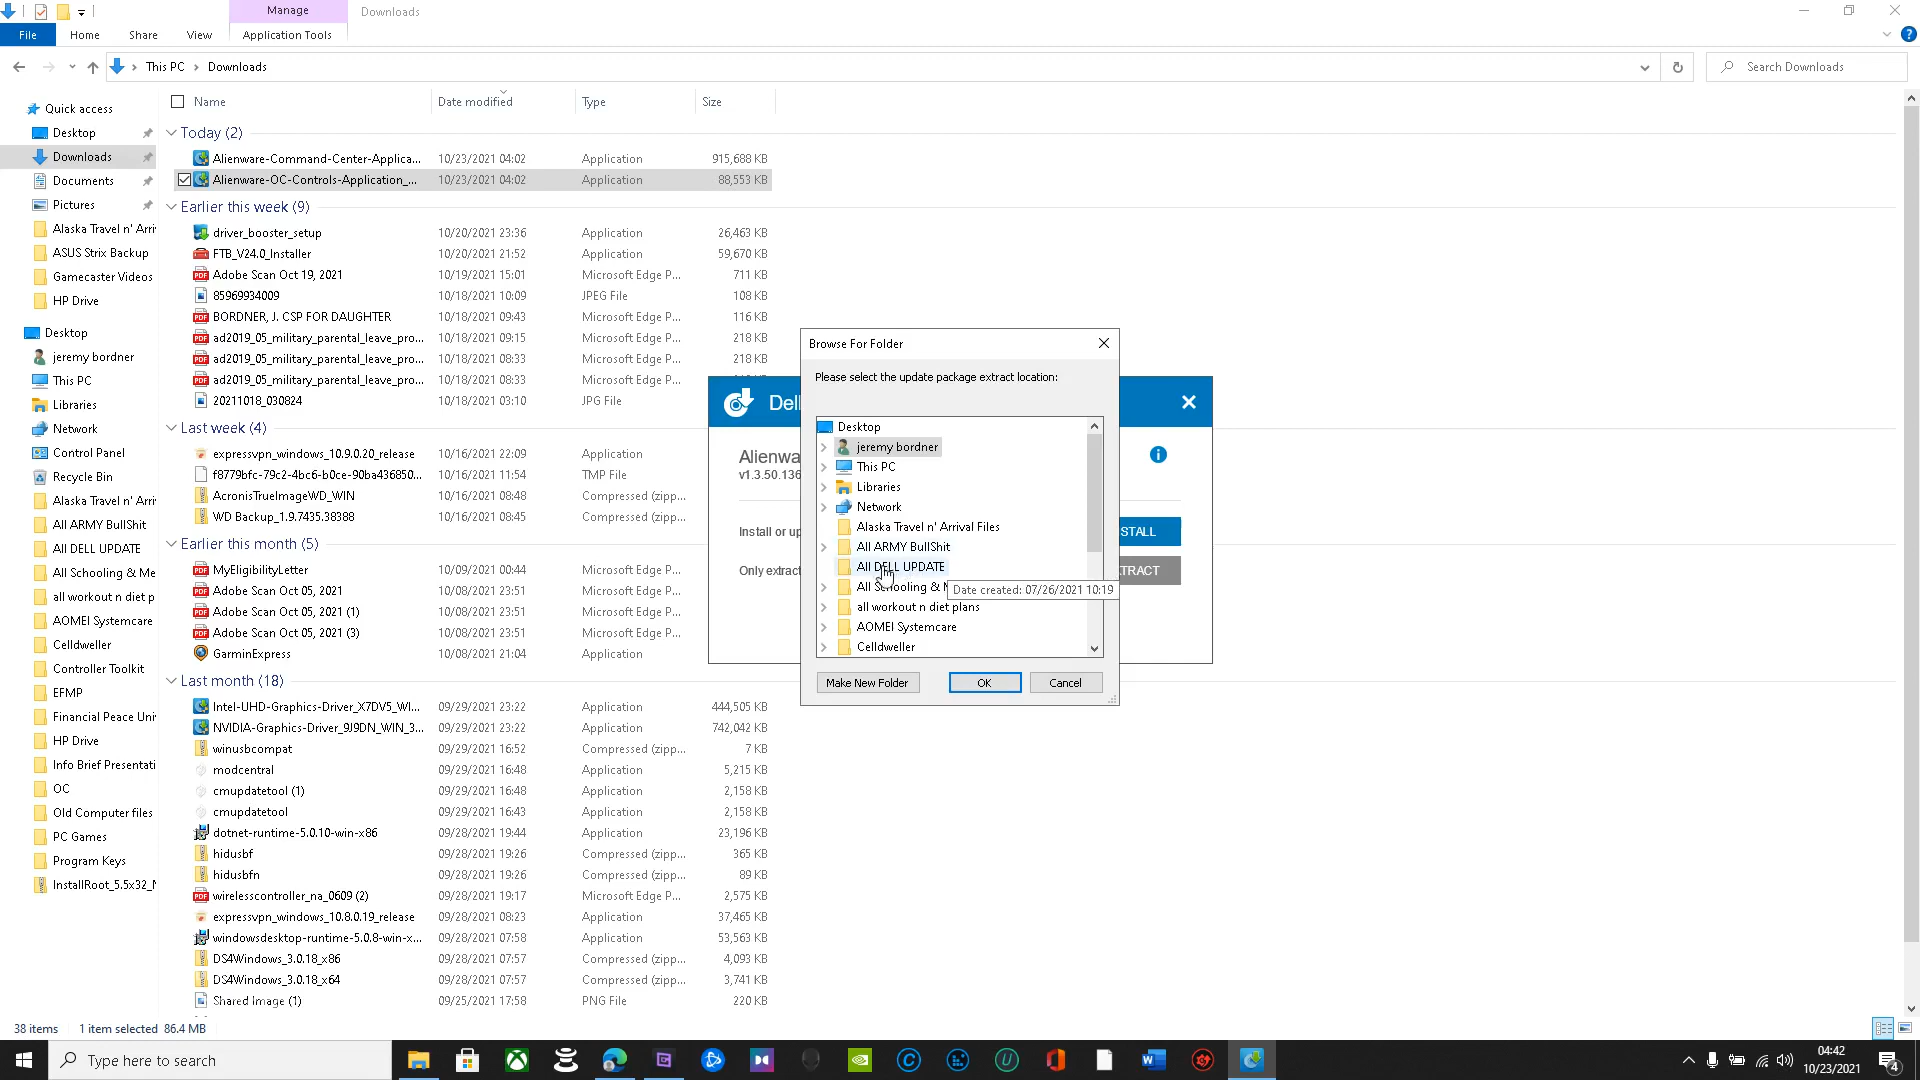 Manage
Downloads
File
Home
Share
View
Application Tools
This PC
Downloads
Search Downloads
Name
Date modified
Type
Size
Quick access
Desktop
Downloads
Documents
Pictures
Alaska Travel n' Arri
ASUS Strix Backup
Gamecaster Videos
HP Drive
Desktop
jeremy bordner
This PC
Libraries
Network
Control Panel
Recycle Bin
Alaska Travel n' Arri
All ARMY BullShit
All DELL UPDATE
All Schooling & Me
all workout n diet p
AOMEI Systemcare
Celldweller
Controller Toolkit
EFMP
Financial Peace Uni
HP Drive
Info Brief Presentati
OC
Old Computer files
PC Games
Program Keys
InstallRoot_5.5x32_N
Today (2)
Alienware-Command-Center-Applica... 10/23/2021 04:02 Application 915,688 KB
Alienware-OC-Controls-Application_... 10/23/2021 04:02 Application 88,553 KB
Earlier this week (9)
driver_booster_setup 10/20/2021 23:36 Application 26,463 KB
FTB_V24.0_Installer 10/20/2021 21:52 Application 59,670 KB
Adobe Scan Oct 19, 2021 10/19/2021 15:01 Microsoft Edge P... 711 KB
85969934009 10/18/2021 10:09 JPEG File 108 KB
BORDNER, J. CSP FOR DAUGHTER 10/18/2021 09:43 Microsoft Edge P... 116 KB
ad2019_05_military_parental_leave_pro... 10/18/2021 09:15 Microsoft Edge P... 218 KB
ad2019_05_military_parental_leave_pro... 10/18/2021 08:33 Microsoft Edge P... 218 KB
ad2019_05_military_parental_leave_pro... 10/18/2021 08:33 Microsoft Edge P...
20211018_030824 10/18/2021 03:10 JPG File
Last week (4)
expressvpn_windows_10.9.0.20_release 10/16/2021 22:09 Application
f8779bfc-79c2-4bc6-b0ce-90ba436850... 10/16/2021 11:54 TMP File
AcronisTrueImageWD_WIN 10/16/2021 08:48 Compressed (zipp...
WD Backup_1.9.7435.38388 10/16/2021 08:45 Compressed (zipp...
Earlier this month (5)
MyEligibilityLetter 10/09/2021 00:44 Microsoft Edge P...
Adobe Scan Oct 05, 2021 10/08/2021 23:51 Microsoft Edge P...
Adobe Scan Oct 05, 2021 (1) 10/08/2021 23:51 Microsoft Edge P...
Adobe Scan Oct 05, 2021 (3) 10/08/2021 23:51 Microsoft Edge P...
GarminExpress 10/08/2021 21:04 Application
Last month (18)
Intel-UHD-Graphics-Driver_X7DV5_WI... 09/29/2021 23:22 Application 444,505 KB
NVIDIA-Graphics-Driver_9J9DN_WIN_3... 09/29/2021 23:22 Application 742,042 KB
winusbcompat 09/29/2021 16:52 Compressed (zipp... 7 KB
modcentral 09/29/2021 16:48 Application 5,215 KB
cmupdatetool (1) 09/29/2021 16:48 Application 2,158 KB
cmupdatetool 09/29/2021 16:43 Application 2,158 KB
dotnet-runtime-5.0.10-win-x86 09/28/2021 19:44 Application 23,196 KB
hidusbf 09/28/2021 19:26 Compressed (zipp... 365 KB
hidusbfn 09/28/2021 19:26 Compressed (zipp... 89 KB
wirelesscontroller_na_0609 (2) 09/28/2021 19:17 Microsoft Edge P... 2,575 KB
expressvpn_windows_10.8.0.19_release 09/28/2021 08:23 Application 37,465 KB
windowsdesktop-runtime-5.0.8-win-x... 09/28/2021 07:58 Application 53,563 KB
DS4Windows_3.0.18_x86 09/28/2021 07:57 Compressed (zipp... 4,093 KB
DS4Windows_3.0.18_x64 09/28/2021 07:57 Compressed (zipp... 3,741 KB
Shared Image (1) 09/25/2021 17:58 PNG File 220 KB
Dell
Alienwa
v1.3.50.136
Install or up
Only extract
STALL
TRACT
Browse For Folder
Please select the update package extract location:
Desktop
jeremy bordner
This PC
Libraries
Network
Alaska Travel n' Arrival Files
All ARMY BullShit
All DELL UPDATE
All Schooling & M
Date created: 07/26/2021 10:19
all workout n diet plans
AOMEI Systemcare
Celldweller
Make New Folder
OK
Cancel
38 items
1 item selected 86.4 MB
Type here to search
04:42
10/23/2021
4